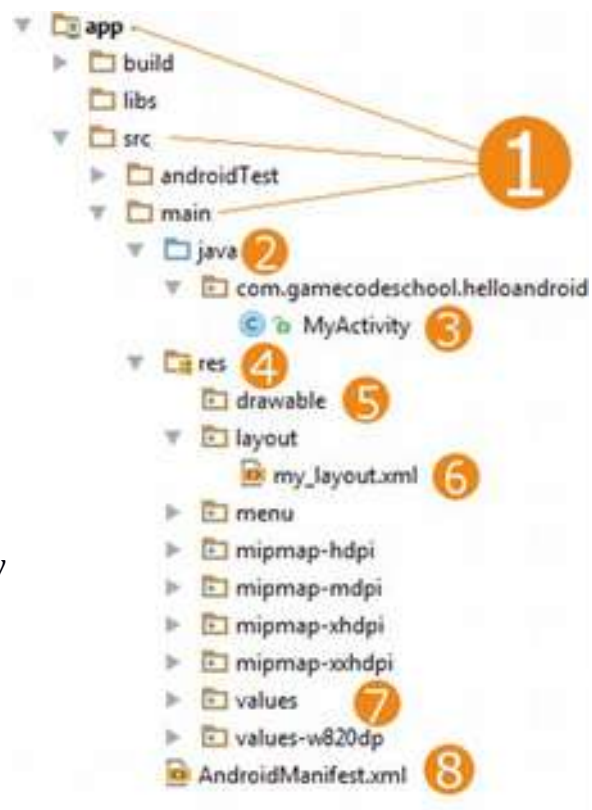 app
build
libs
src
1
androidTest
main
java 2
com.gamecodeschool.helloandroid
MyActivity 3
res 4
drawable 5
layout
my_layout.xml 6
menu
mipmap-hdpi
y
mipmap-mdpi
mipmap-xhdpi
mipmap-xxhdpi
values 7
values-w820dp
AndroidManifest.xml 8